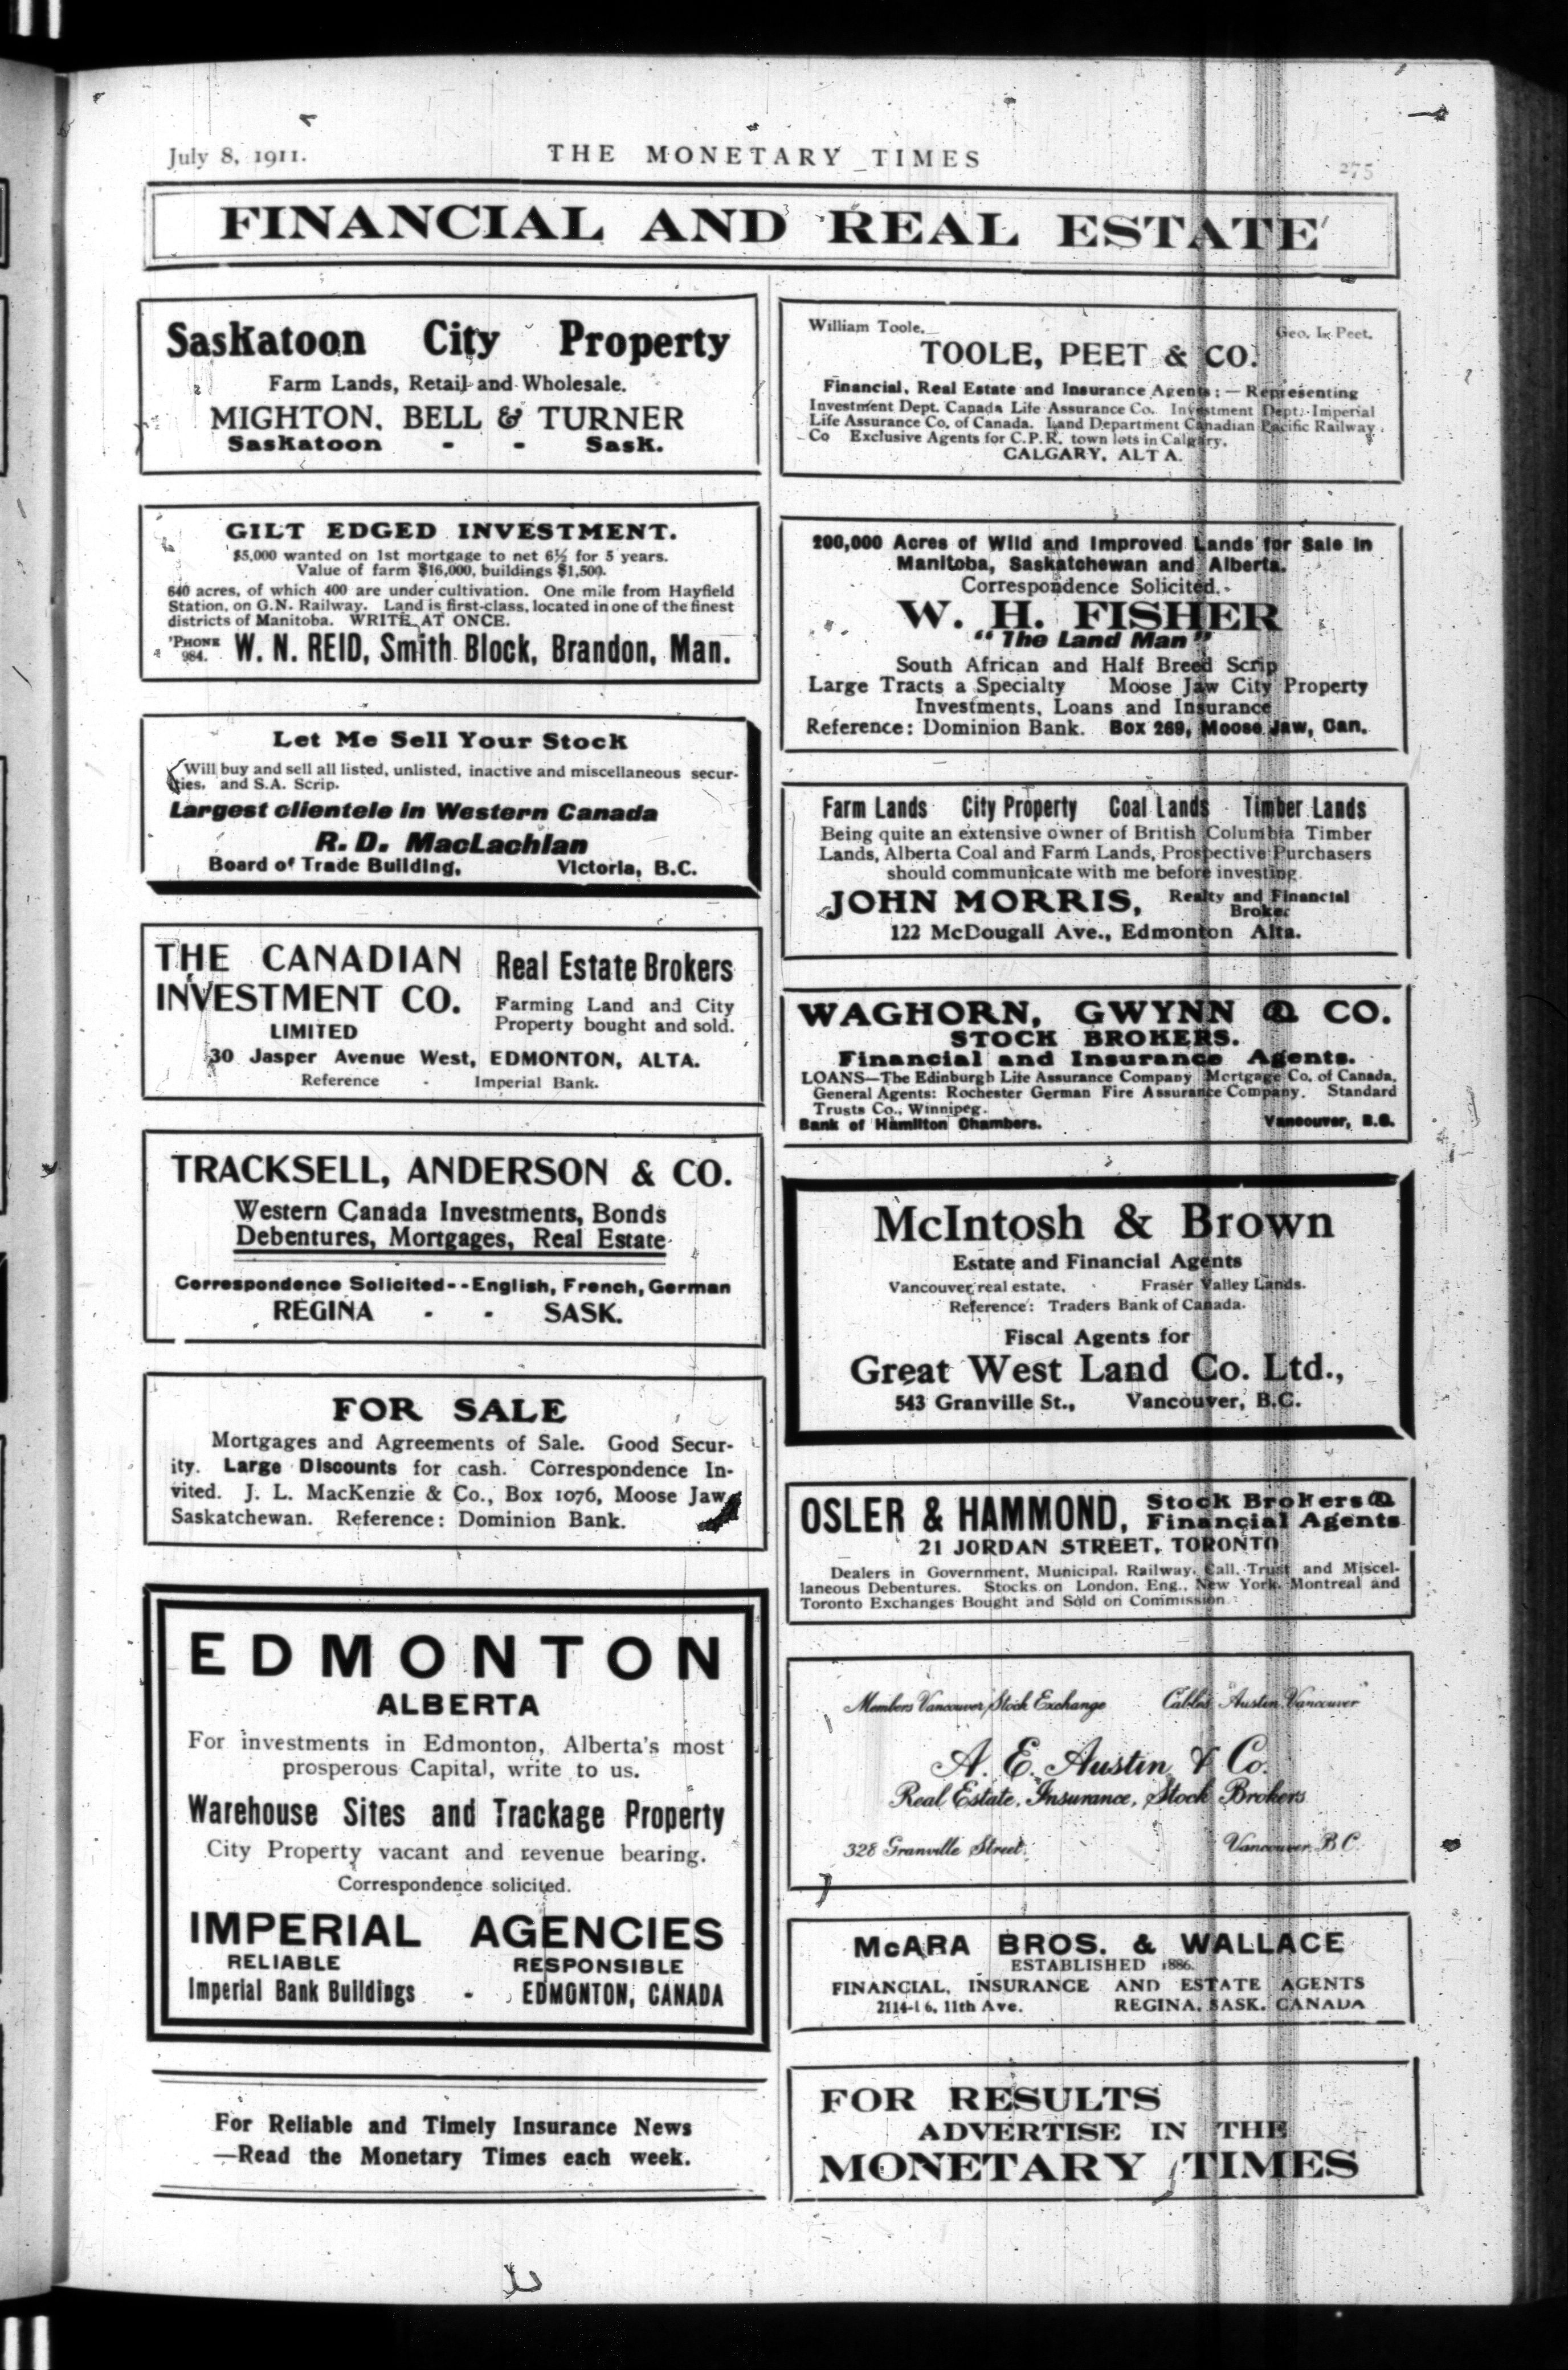 July 8, 1911.
THE MONETARY TIMES
275
FINANCIAL AND REAL ESTATE
Saskatoon City Property
Farm Lands, Retail and Wholesale.
MIGHTON, BELL & TURNER
Saskatoon - - Sask.
GILT EDGED INVESTMENT.
$5,000 wanted on 1st mortgage to net 6½ for 5 years.
Value of farm $16,000, buildings $1,500.
640 acres, of which 400 are under cultivation. One mile from Hayfield
Station, on G.N. Railway. Land is first-class, located in one of the finest
districts of Manitoba. WRITE AT ONCE.
'PHONE 984. W. N. REID, Smith Block, Brandon, Man.
Let Me Sell Your Stock
Will buy and sell all listed, unlisted, inactive and miscellaneous secur-
ities, and S.A. Scrip.
Largest clientele in Western Canada
R. D. MacLachlan
Board of Trade Building, Victoria, B.C.
THE CANADIAN
INVESTMENT CO.
LIMITED
Real Estate Brokers
Farming Land and City
Property bought and sold.
30 Jasper Avenue West, EDMONTON, ALTA.
Reference - Imperial Bank.
TRACKSELL, ANDERSON & CO.
Western Canada Investments, Bonds
Debentures, Mortgages, Real Estate
Correspondence Solicited--English, French, German
REGINA - - SASK.
FOR SALE
Mortgages and Agreements of Sale. Good Secur-
ity. Large Discounts for cash. Correspondence In-
vited. J. L. MacKenzie & Co., Box 1076, Moose Jaw
Saskatchewan. Reference: Dominion Bank.
EDMONTON
ALBERTA
For investments in Edmonton, Alberta's most
prosperous Capital, write to us.
Warehouse Sites and Trackage Property
City Property vacant and revenue bearing.
Correspondence solicited.
IMPERIAL AGENCIES
RELIABLE RESPONSIBLE
Imperial Bank Buildings - EDMONTON, CANADA
For Reliable and Timely Insurance News
—Read the Monetary Times each week.
William Toole. Geo. L. Peet.
TOOLE, PEET & CO.
Financial, Real Estate and Insurance Agents:—Representing
Investment Dept. Canada Life Assurance Co. Investment Dept. Imperial
Life Assurance Co. of Canada. Land Department Canadian Pacific Railway
Co Exclusive Agents for C.P.R. town lots in Calgary.
CALGARY, ALTA.
200,000 Acres of Wild and Improved Lands for Sale in
Manitoba, Saskatchewan and Alberta.
Correspondence Solicited.
W. H. FISHER
"The Land Man"
South African and Half Breed Scrip
Large Tracts a Specialty Moose Jaw City Property
Investments, Loans and Insurance
Reference: Dominion Bank. Box 269, Moose Jaw, Can.
Farm Lands City Property Coal Lands Timber Lands
Being quite an extensive owner of British Columbia Timber
Lands, Alberta Coal and Farm Lands, Prospective Purchasers
should communicate with me before investing.
JOHN MORRIS, Realty and Financial Broker
122 McDougall Ave., Edmonton Alta.
WAGHORN, GWYNN & CO.
STOCK BROKERS.
Financial and Insurance Agents.
LOANS—The Edinburgh Life Assurance Company Mortgage Co. of Canada,
General Agents: Rochester German Fire Assurance Company. Standard
Trusts Co., Winnipeg.
Bank of Hamilton Chambers. Vancouver, B.C.
McIntosh & Brown
Estate and Financial Agents
Vancouver real estate, Fraser Valley Lands.
Reference: Traders Bank of Canada.
Fiscal Agents for
Great West Land Co. Ltd.,
543 Granville St., Vancouver, B.C.
OSLER & HAMMOND, Stock Brokers &
Financial Agents
21 JORDAN STREET, TORONTO
Dealers in Government, Municipal, Railway, Call, Trust and Miscel-
laneous Debentures. Stocks on London, Eng., New York, Montreal and
Toronto Exchanges Bought and Sold on Commission
Members Vancouver Stock Exchange Cables "Austin Vancouver"
A. E. Austin & Co.
Real Estate, Insurance, Stock Brokers
328 Granville Street. Vancouver B.C.
McARA BROS. & WALLACE
ESTABLISHED 1886.
FINANCIAL, INSURANCE AND ESTATE AGENTS
2114-16, 11th Ave. REGINA, SASK. CANADA
FOR RESULTS
ADVERTISE IN THE
MONETARY TIMES